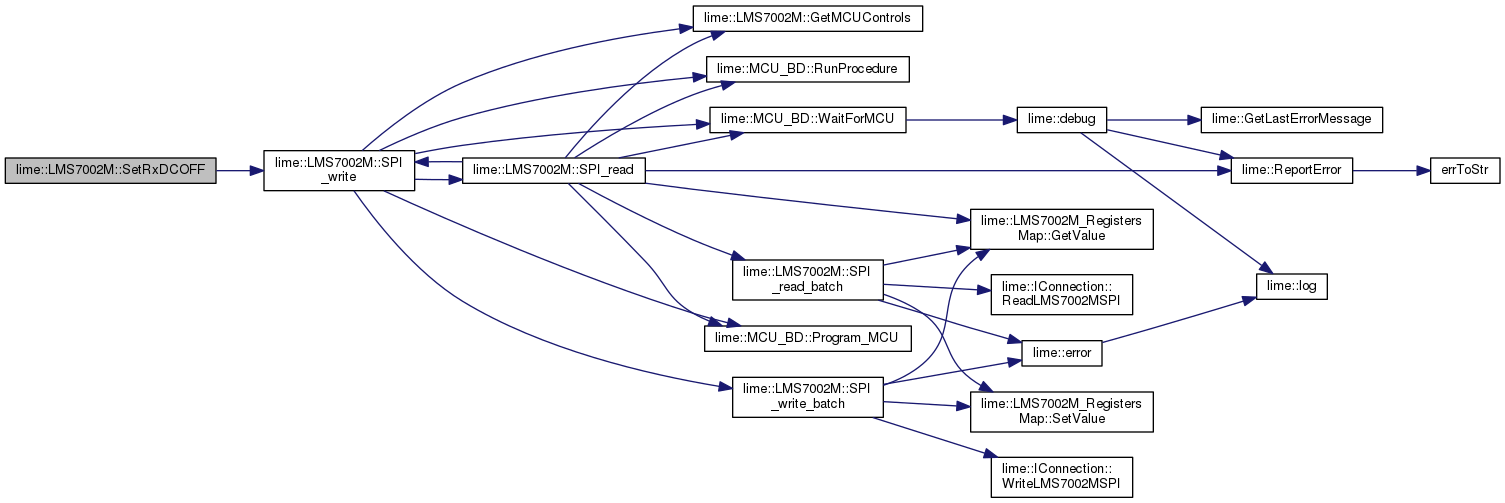 lime::LMS7002M::SetRxDCOFF
lime::LMS7002M::SPI
_write
lime::LMS7002M::GetMCUControls
lime::MCU_BD::RunProcedure
lime::MCU_BD::WaitForMCU
lime::LMS7002M::SPI_read
lime::LMS7002M::SPI
_read_batch
lime::MCU_BD::Program_MCU
lime::LMS7002M::SPI
_write_batch
lime::debug
lime::LMS7002M_Registers
Map::GetValue
lime::IConnection::
ReadLMS7002MSPI
lime::error
lime::LMS7002M_Registers
Map::SetValue
lime::IConnection::
WriteLMS7002MSPI
lime::GetLastErrorMessage
lime::ReportError
lime::log
errToStr